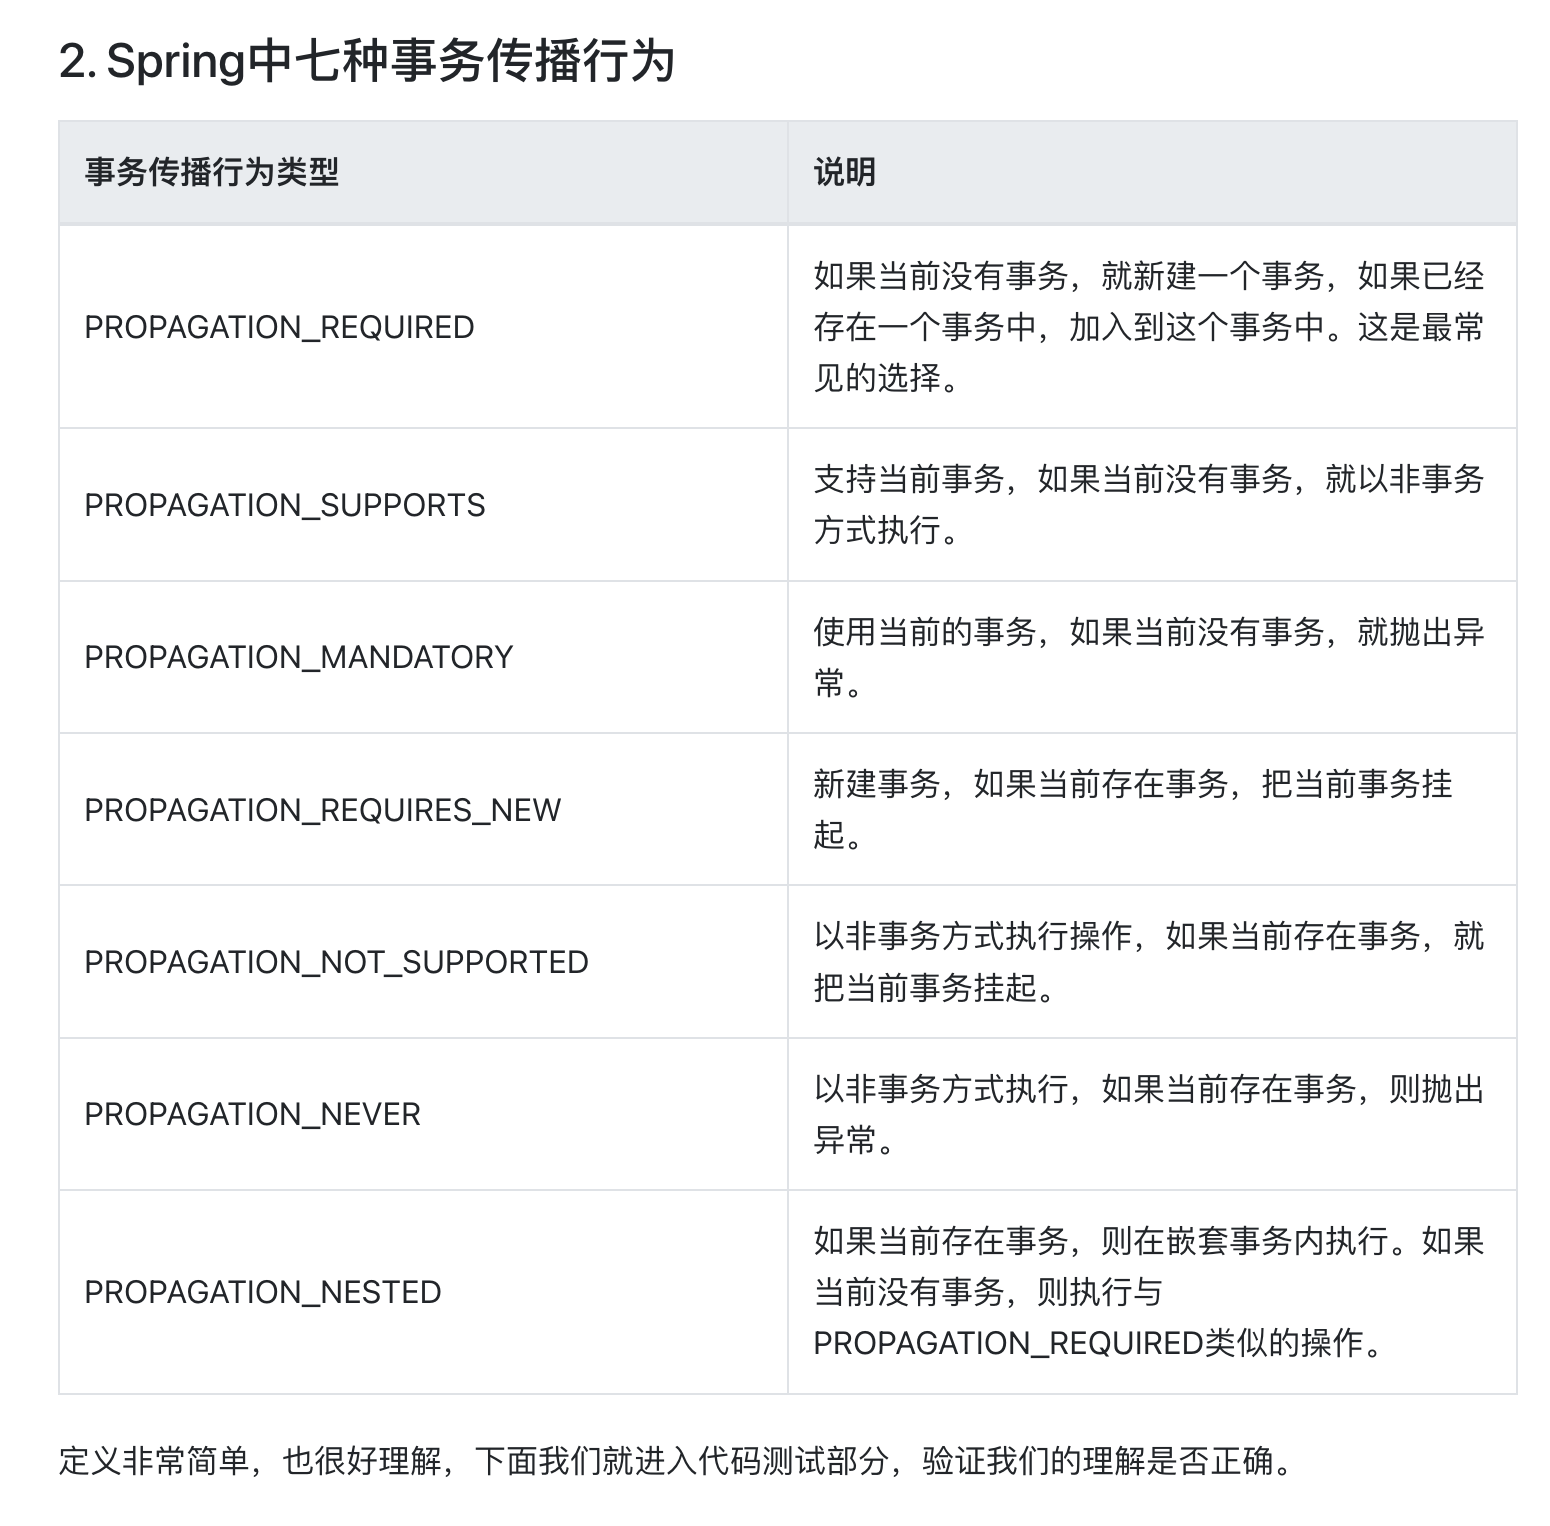 2. Spring中七种事务传播行为
事务传播行为类型
说明
PROPAGATION_REQUIRED
如果当前没有事务，就新建一个事务，如果已经
存在一个事务中，加入到这个事务中。这是最常
见的选择。
PROPAGATION_SUPPORTS
支持当前事务，如果当前没有事务，就以非事务
方式执行。
PROPAGATION_MANDATORY
使用当前的事务，如果当前没有事务，就抛出异
常。
PROPAGATION_REQUIRES_NEW
新建事务，如果当前存在事务，把当前事务挂
起。
PROPAGATION_NOT_SUPPORTED
以非事务方式执行操作，如果当前存在事务，就
把当前事务挂起。
PROPAGATION_NEVER
以非事务方式执行，如果当前存在事务，则抛出
异常。
PROPAGATION_NESTED
如果当前存在事务，则在嵌套事务内执行。如果
当前没有事务，则执行与
PROPAGATION_REQUIRED类似的操作。
定义非常简单，也很好理解，下面我们就进入代码测试部分，验证我们的理解是否正确。